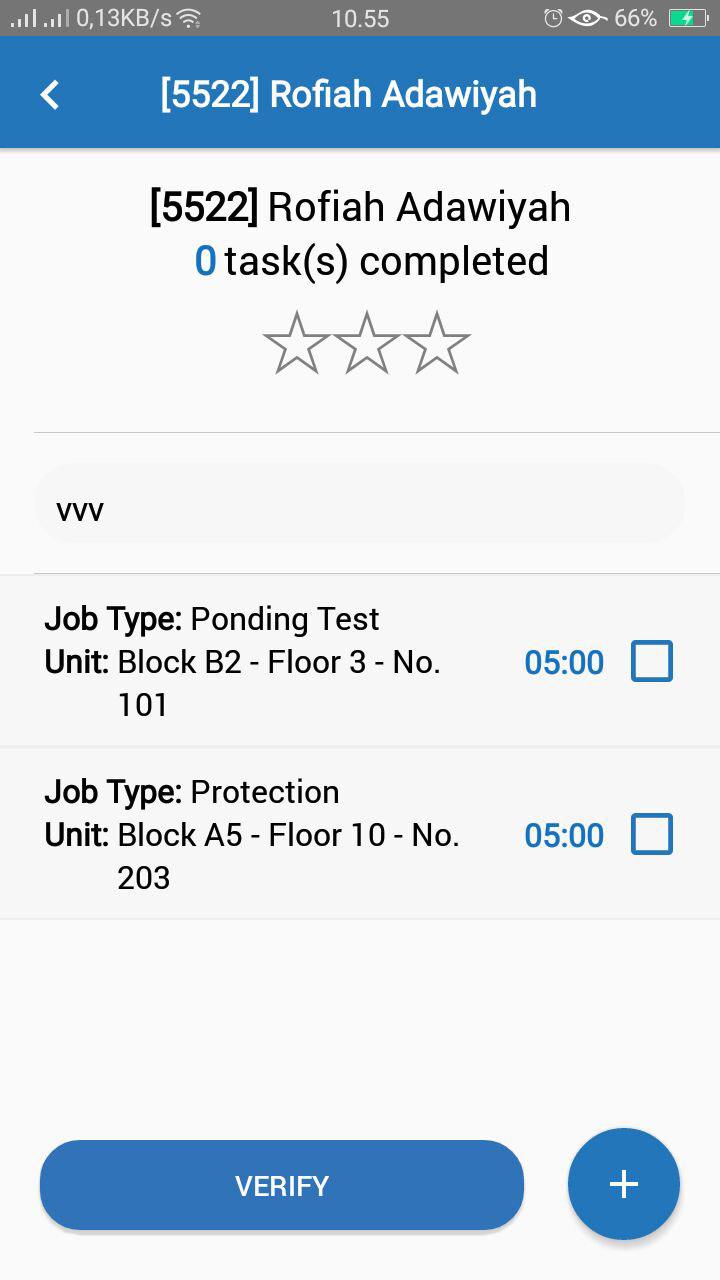 0,13KB/s 10.55 66%
[5522] Rofiah Adawiyah
[5522] Rofiah Adawiyah
0 task(s) completed
vvv
Job Type: Ponding Test
Unit: Block B2 - Floor 3 - No.
101
05:00
Job Type: Protection
Unit: Block A5 - Floor 10 - No.
203
05:00
VERIFY
+